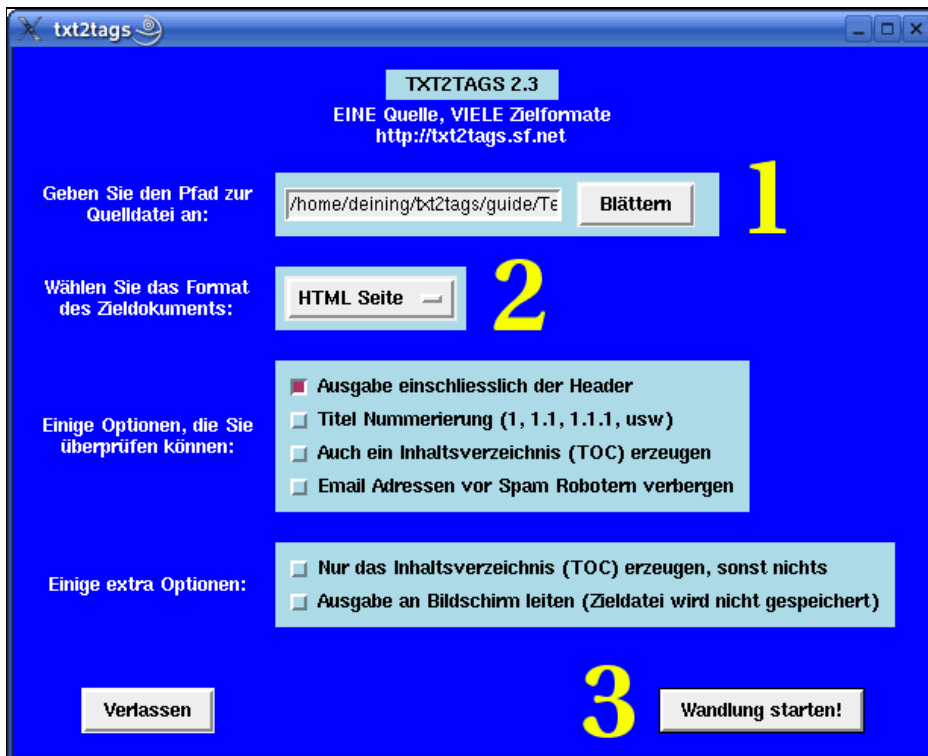 txt2tags
TXT2TAGS 2.3
EINE Quelle, VIELE Zielformate
http://txt2tags.sf.net
Geben Sie den Pfad zur
Quelldatei an:
/home/deining/txt2tags/guide/Te
Blättern
1
Wählen Sie das Format
des Zieldokuments:
HTML Seite
2
Einige Optionen, die Sie
überprüfen können:
Ausgabe einschliesslich der Header
Titel Nummerierung (1, 1.1, 1.1.1, usw)
Auch ein Inhaltsverzeichnis (TOC) erzeugen
Email Adressen vor Spam Robotern verbergen
Einige extra Optionen:
Nur das Inhaltsverzeichnis (TOC) erzeugen, sonst nichts
Ausgabe an Bildschirm leiten (Zieldatei wird nicht gespeichert)
Verlassen
3
Wandlung starten!